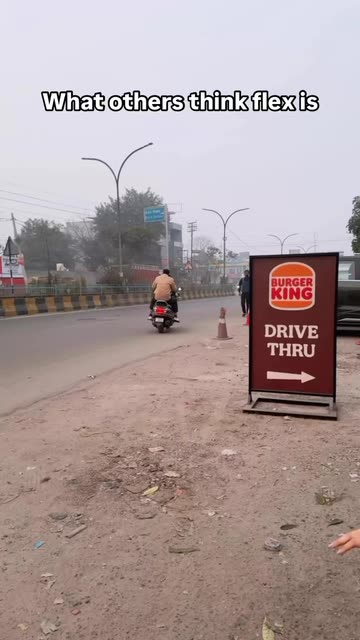 What others think flex is
BURGER
KING
DRIVE
THRU